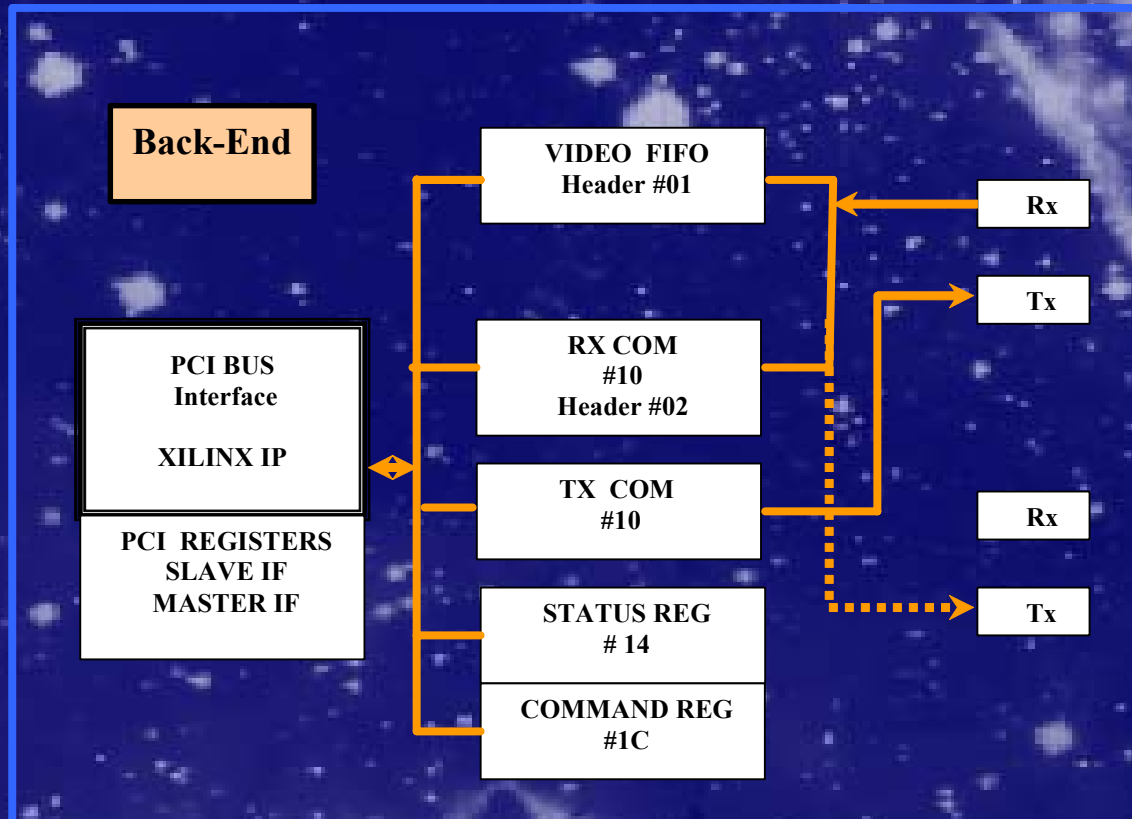 Back-End
VIDEO FIFO
Header #01
Rx
Tx
PCI BUS
Interface
XILINX IP
RX COM
#10
Header #02
TX COM
#10
Rx
PCI REGISTERS
SLAVE IF
MASTER IF
STATUS REG
# 14
Tx
COMMAND REG
#1C